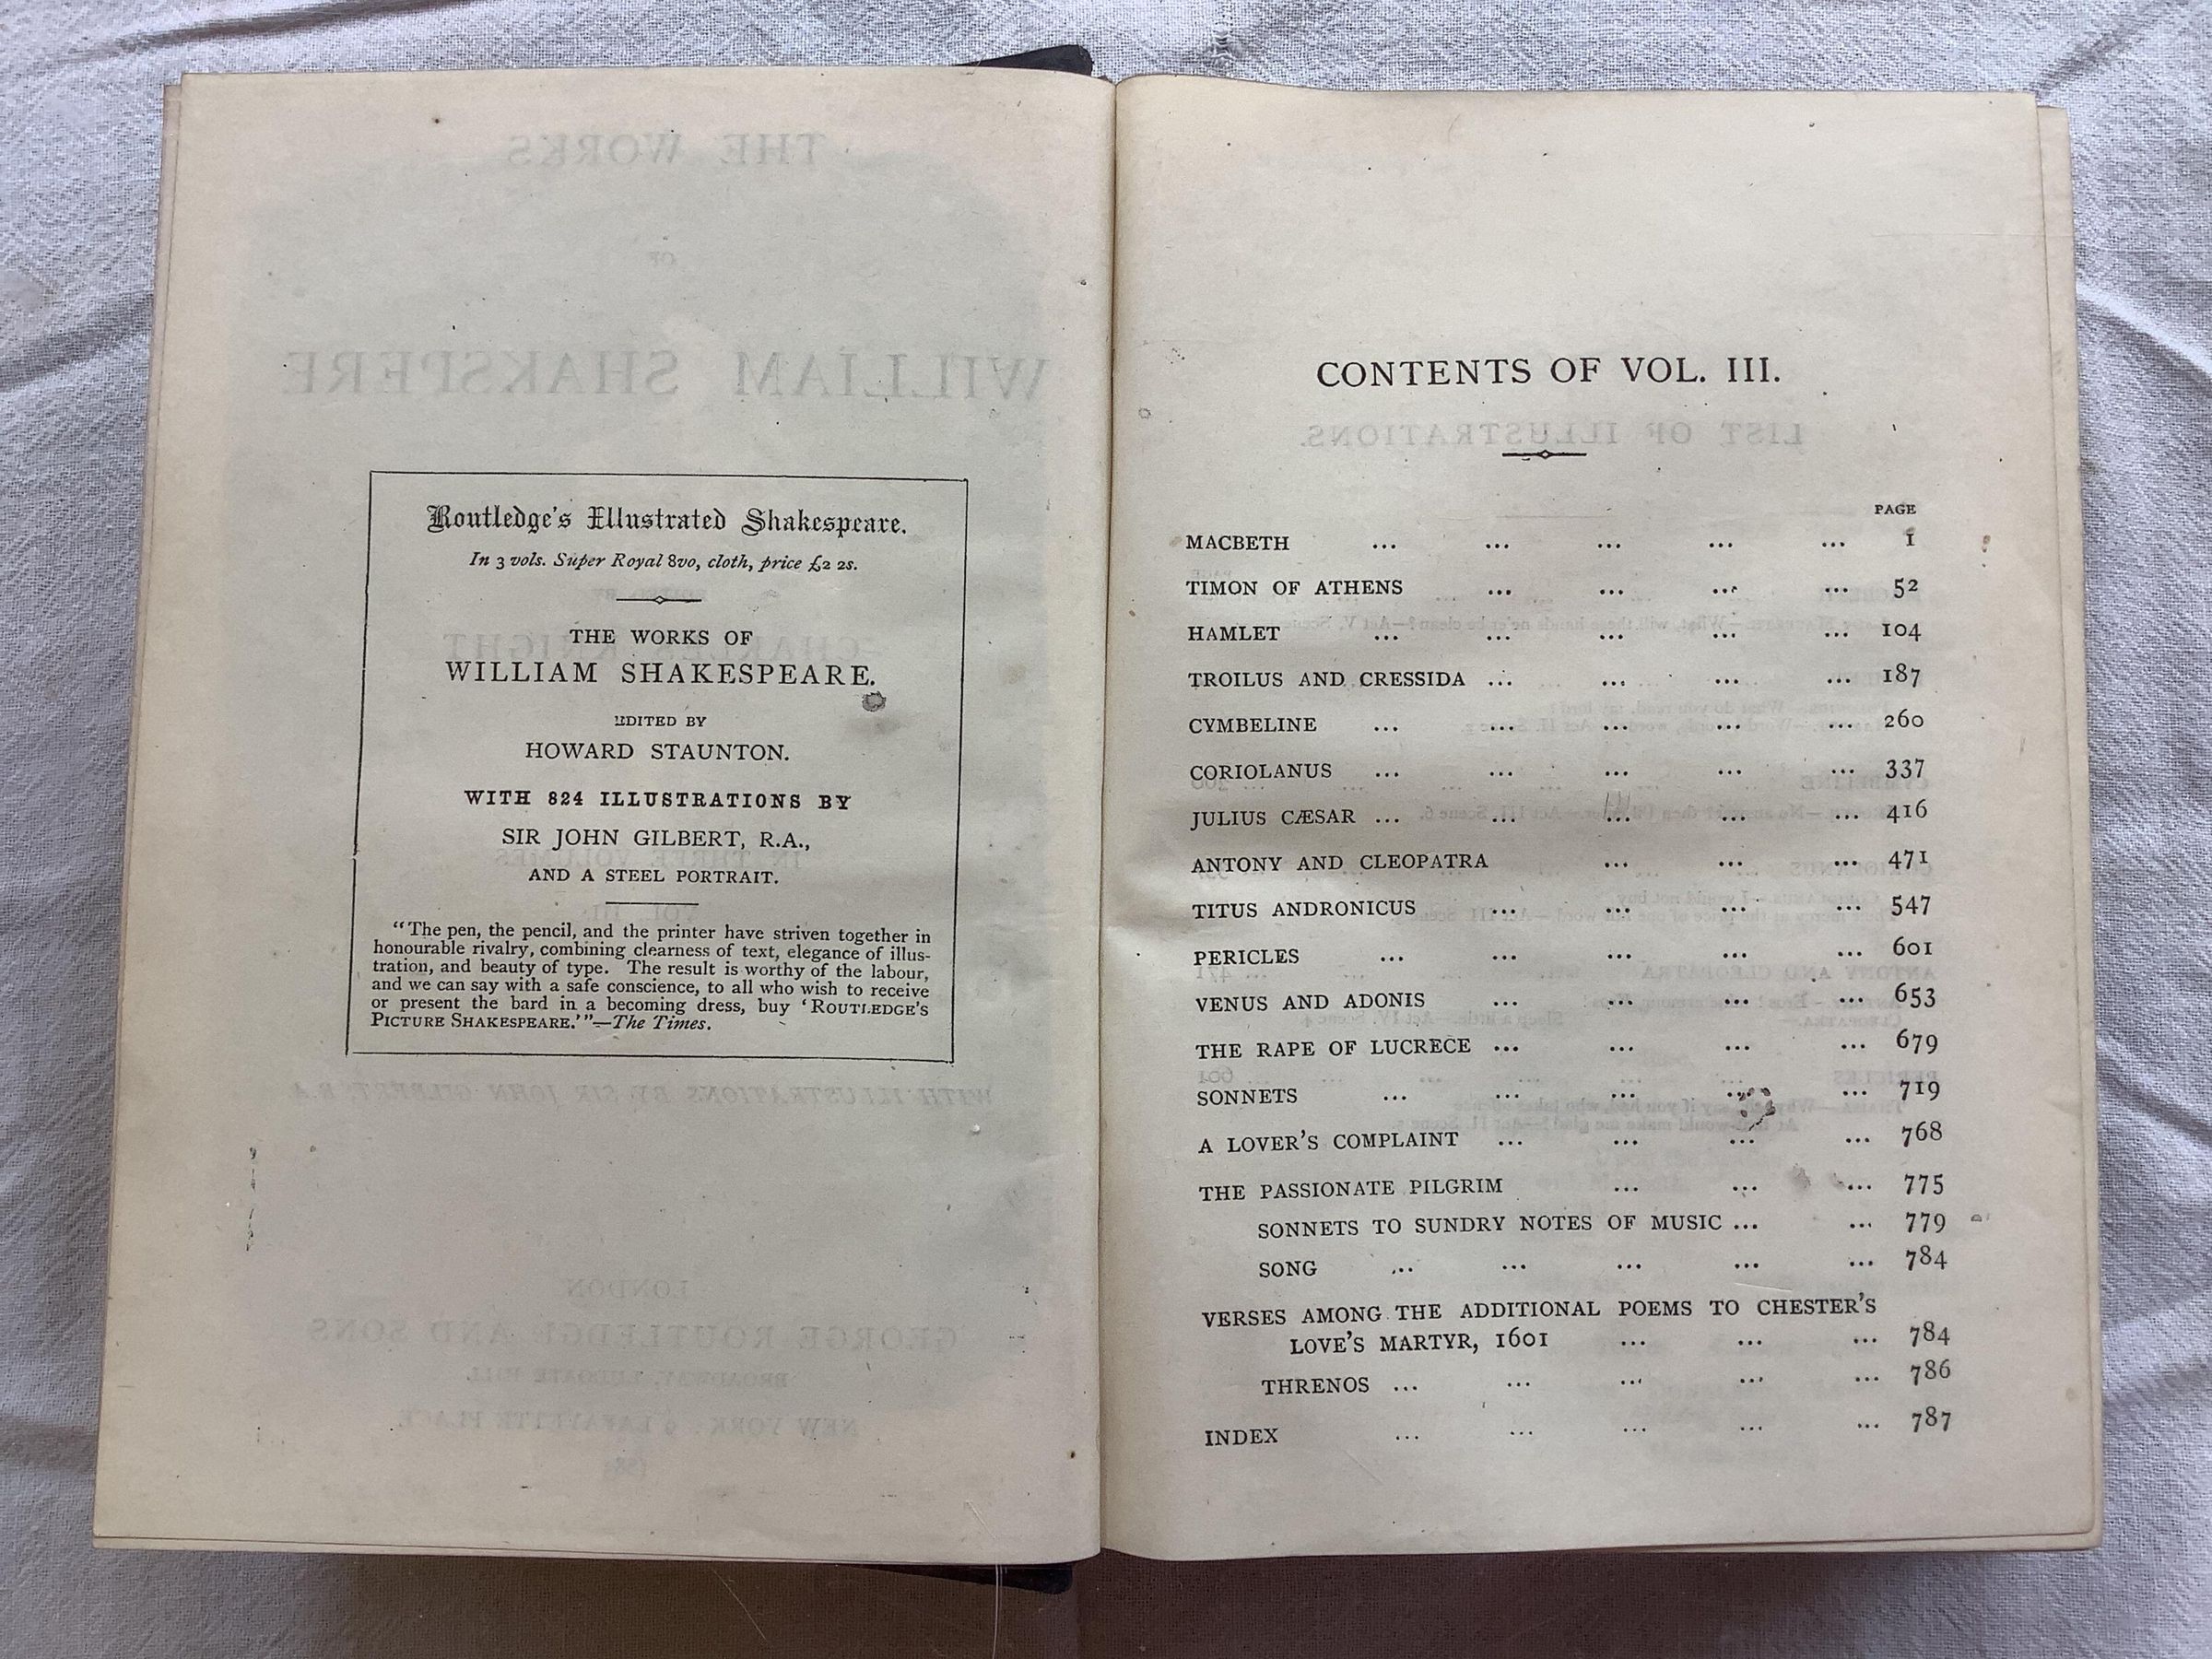 Routledge's Illustrated Shakespeare.
In 3 vols. Super Royal 8vo, cloth, price £2 2s.
THE WORKS OF
WILLIAM SHAKESPEARE.
EDITED BY
HOWARD STAUNTON.
WITH 824 ILLUSTRATIONS BY
SIR JOHN GILBERT, R.A.,
AND A STEEL PORTRAIT.
"The pen, the pencil, and the printer have striven together in
honourable rivalry, combining clearness of text, elegance of illus-
tration, and beauty of type. The result is worthy of the labour,
and we can say with a safe conscience, to all who wish to receive
or present the bard in a becoming dress, buy 'ROUTLEDGE'S
PICTURE SHAKESPEARE.'"—The Times.
CONTENTS OF VOL. III.
PAGE
MACBETH ... ... ... ... ... 1
TIMON OF ATHENS ... ... ... ... 52
HAMLET ... ... ... ... ... 104
TROILUS AND CRESSIDA ... ... ... ... 187
CYMBELINE ... ... ... ... ... 260
CORIOLANUS ... ... ... ... ... 337
JULIUS CÆSAR ... ... ... ... ... 416
ANTONY AND CLEOPATRA ... ... ... 471
TITUS ANDRONICUS ... ... ... ... 547
PERICLES ... ... ... ... ... 601
VENUS AND ADONIS ... ... ... ... 653
THE RAPE OF LUCRECE ... ... ... ... 679
SONNETS ... ... ... ... ... 719
A LOVER'S COMPLAINT ... ... ... ... 768
THE PASSIONATE PILGRIM ... ... ... 775
SONNETS TO SUNDRY NOTES OF MUSIC ... ... 779
SONG ... ... ... ... ... 784
VERSES AMONG THE ADDITIONAL POEMS TO CHESTER'S
LOVE'S MARTYR, 1601 ... ... ... 784
THRENOS ... ... ... ... ... 786
INDEX ... ... ... ... ... 787